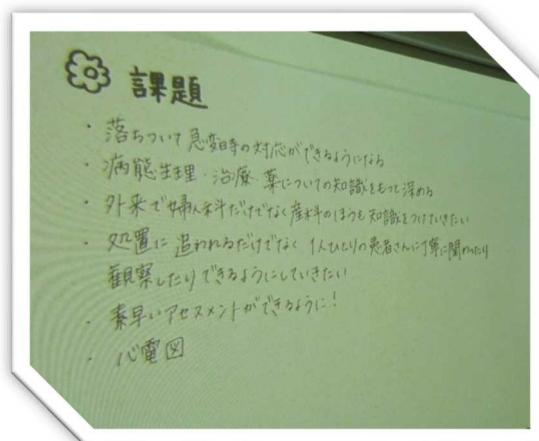 課題
・落ちついて急変時の対応ができるようになる
・病態生理・治療・薬についての知識をもっと深める
・外来で婦人科だけでなく産科のほうも知識をつけていきたい
・処置に追われるだけでなく1人ひとりの患者さんに丁寧に関わったり
観察したりできるようにしていきたい
・素早いアセスメントができるように!
・心電図